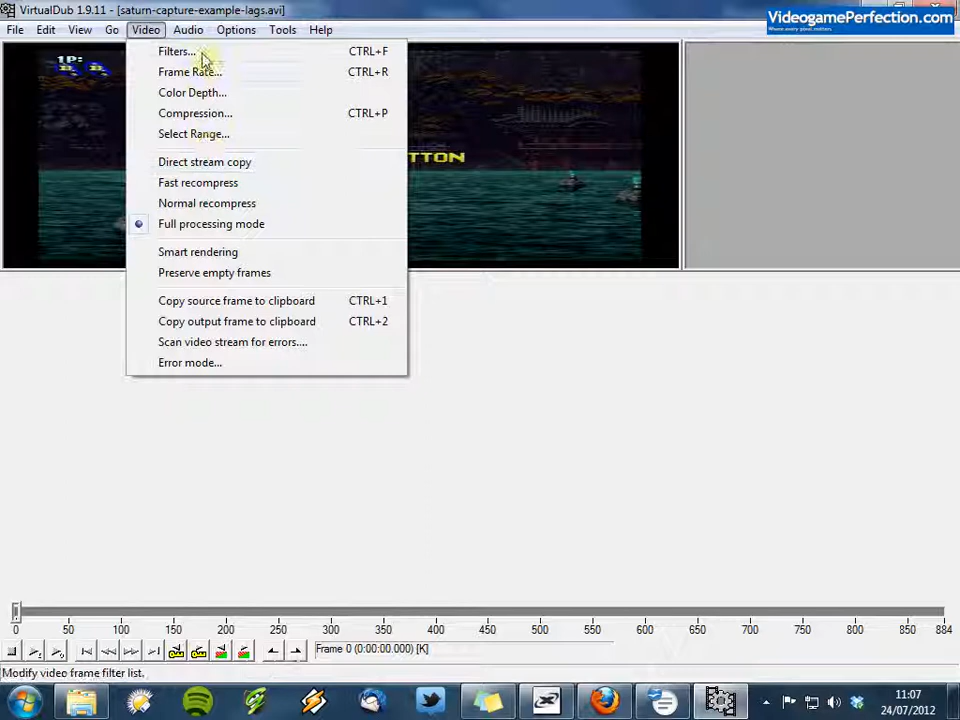 VirtualDub 1.9.11 - [saturn-capture-example-lags.avi]
VideogamePerfection.com
Where every pixel matters.
File Edit View Go Video Audio Options Tools Help
Filters... CTRL+F
1P:
Frame Rate... CTRL+R
Color Depth...
Compression... CTRL+P
Select Range...
TTON
Direct stream copy
Fast recompress
Normal recompress
Full processing mode
Smart rendering
Preserve empty frames
Copy source frame to clipboard CTRL+1
Copy output frame to clipboard CTRL+2
Scan video stream for errors....
Error mode...
0 50 100 150 200 250 300 350 400 450 500 550 600 650 700 750 800 850 884
Frame 0 (0:00:00.000) [K]
Modify video frame filter list.
11:07
24/07/2012